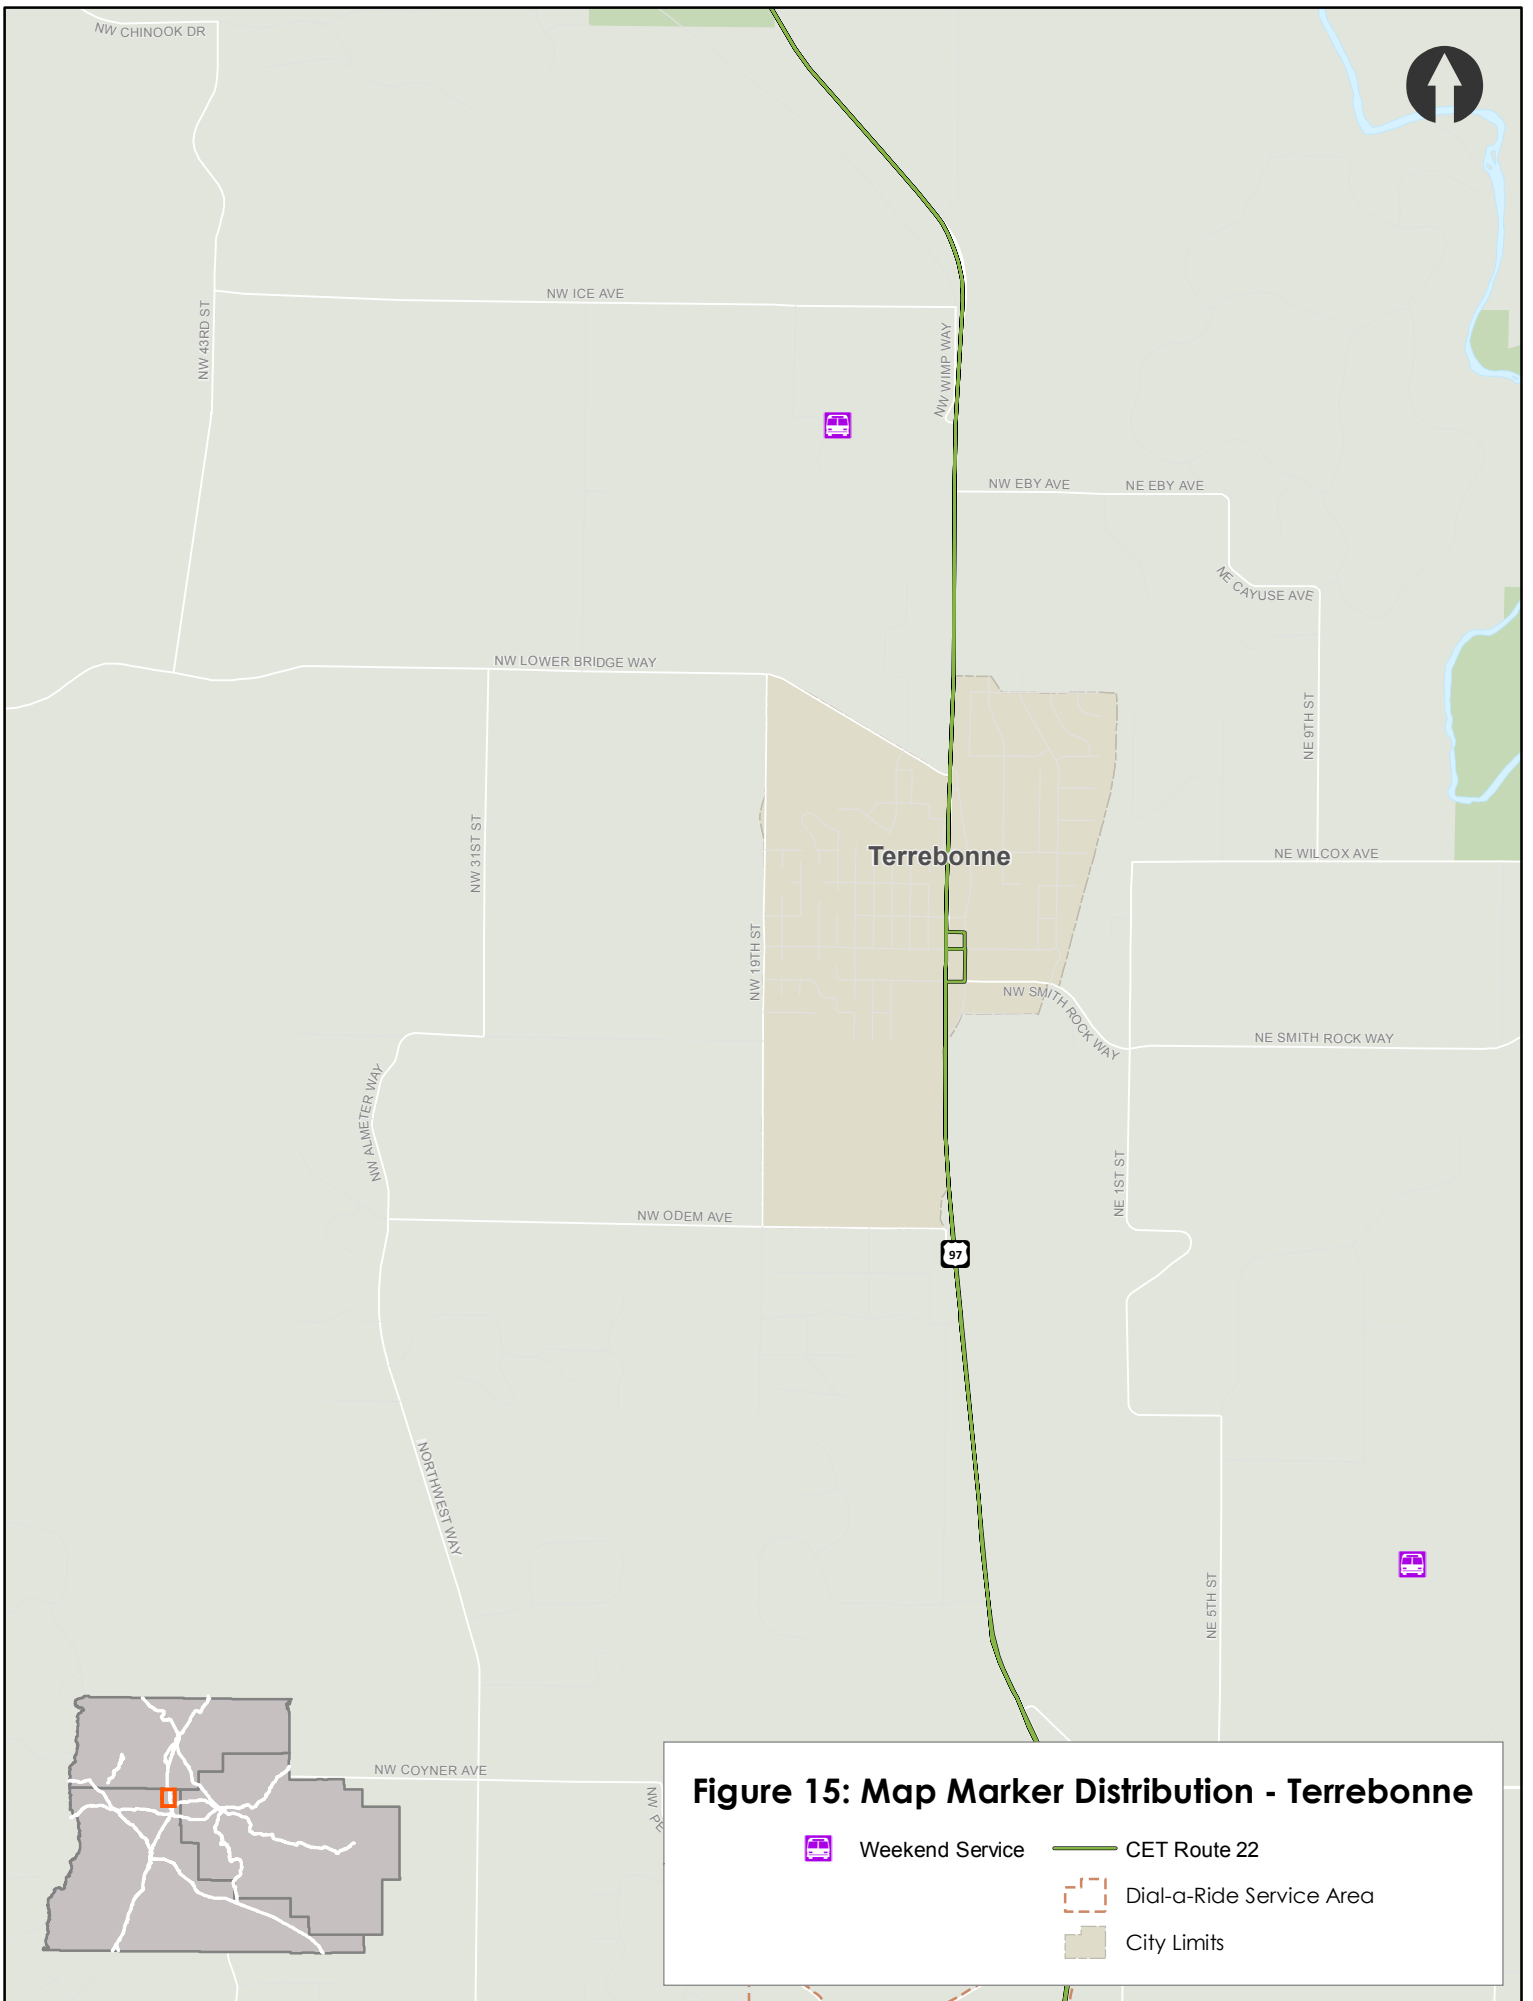 NW CHINOOK DR
NW ICE AVE
NW 43RD ST
NW WIMP WAY
NW EBY AVE
NE EBY AVE
NE CAYUSE AVE
NW LOWER BRIDGE WAY
NE 9TH ST
NW 31ST ST
Terrebonne
NE WILCOX AVE
NW 19TH ST
NW SMITH ROCK WAY
NE SMITH ROCK WAY
NW ALMETER WAY
NE 1ST ST
NW ODEM AVE
97
NORTHWEST WAY
NE 5TH ST
NW COYNER AVE
NW PE
Figure 15: Map Marker Distribution - Terrebonne
Weekend Service
CET Route 22
Dial-a-Ride Service Area
City Limits